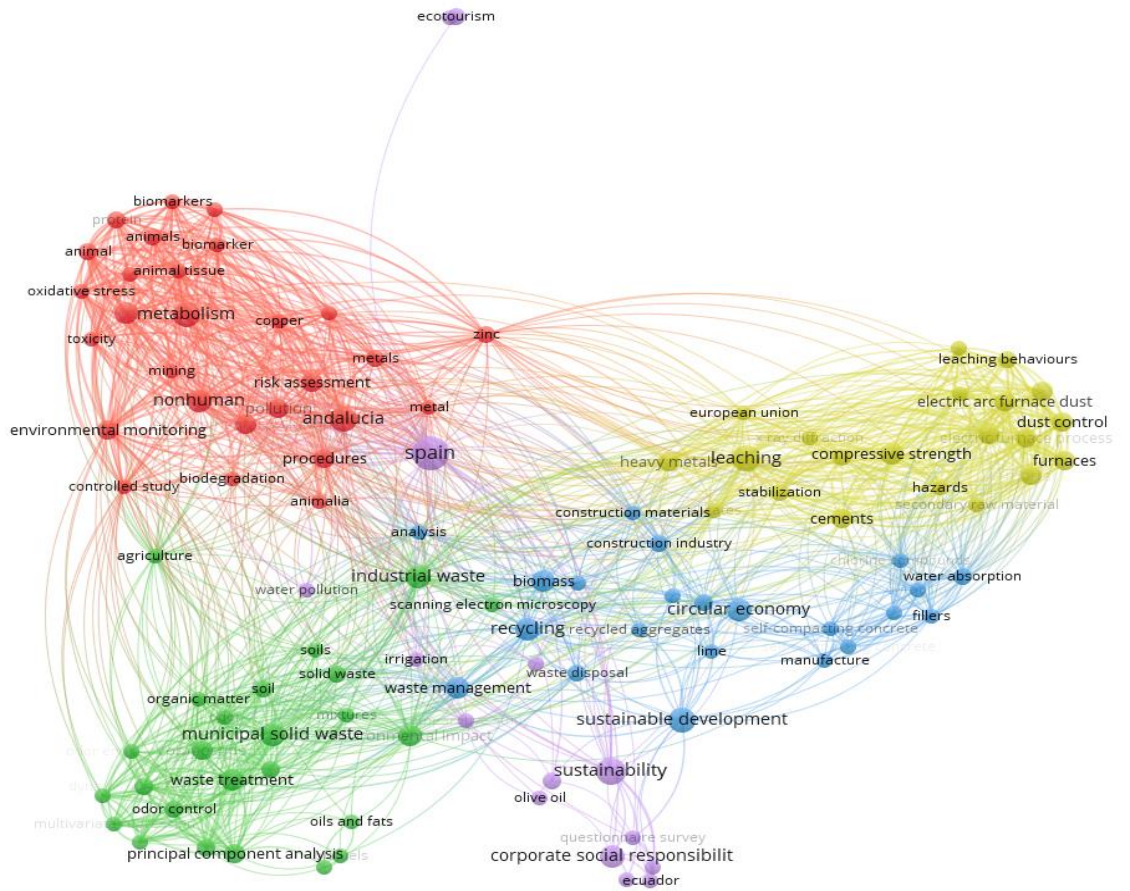 ecotourism
biomarkers
protein
animals
biomarker
animal
animal tissue
oxidative stress
metabolism
copper
toxicity
zinc
metals
mining
risk assessment
nonhuman
pollution
metal
andalucia
environmental monitoring
procedures
spain
controlled study
biodegradation
animalia
leaching behaviours
electric arc furnace dust
european union
dust control
x ray diffraction
electric furnace process
heavy metals
leaching
compressive strength
furnaces
stabilization
hazards
secondary raw material
construction materials
cements
analysis
construction industry
agriculture
industrial waste
biomass
water absorption
water pollution
scanning electron microscopy
circular economy
fillers
recycling
recycled aggregates
self-compacting concrete
soils
irrigation
lime
manufacture
solid waste
waste disposal
waste management
soil
organic matter
mixtures
sustainable development
municipal solid waste
environmental impact
sustainability
waste treatment
olive oil
odor control
oils and fats
questionnaire survey
principal component analysis
corporate social responsibilit
ecuador